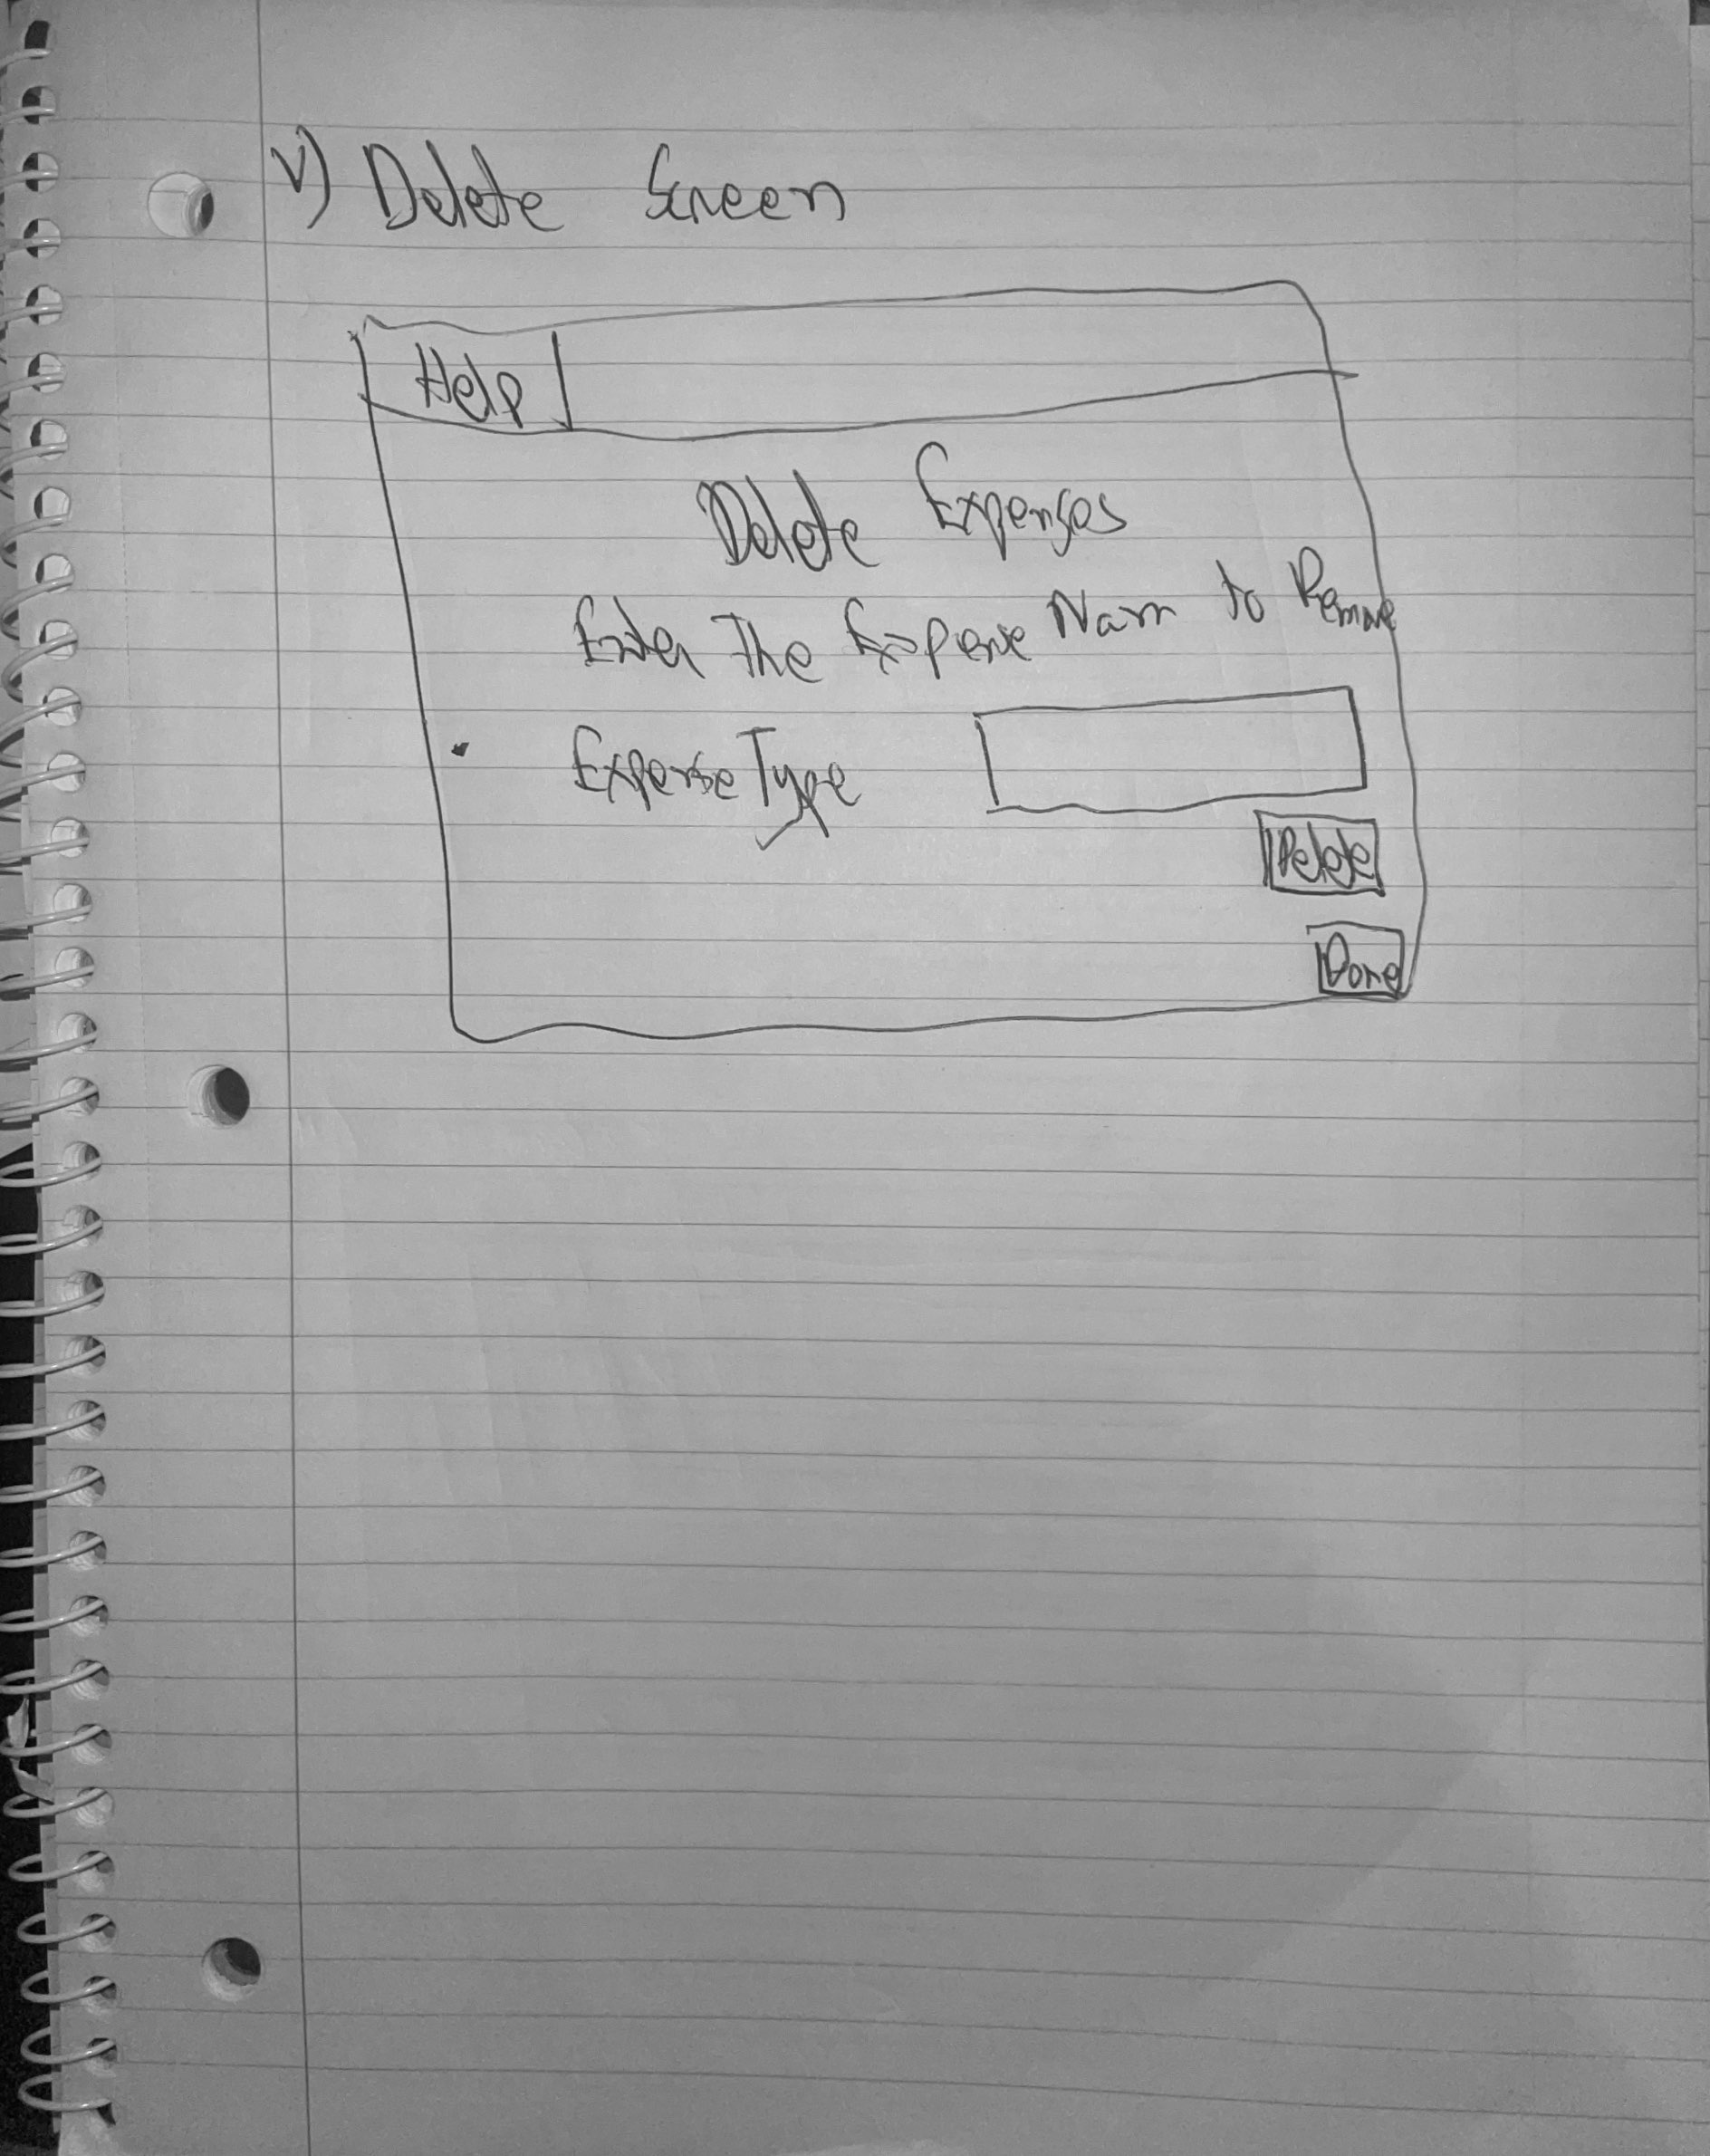 V) Delete Screen
Help
Delete Expenses
Enter The Expense Nam to Remove
Expense Type
Delete
Done